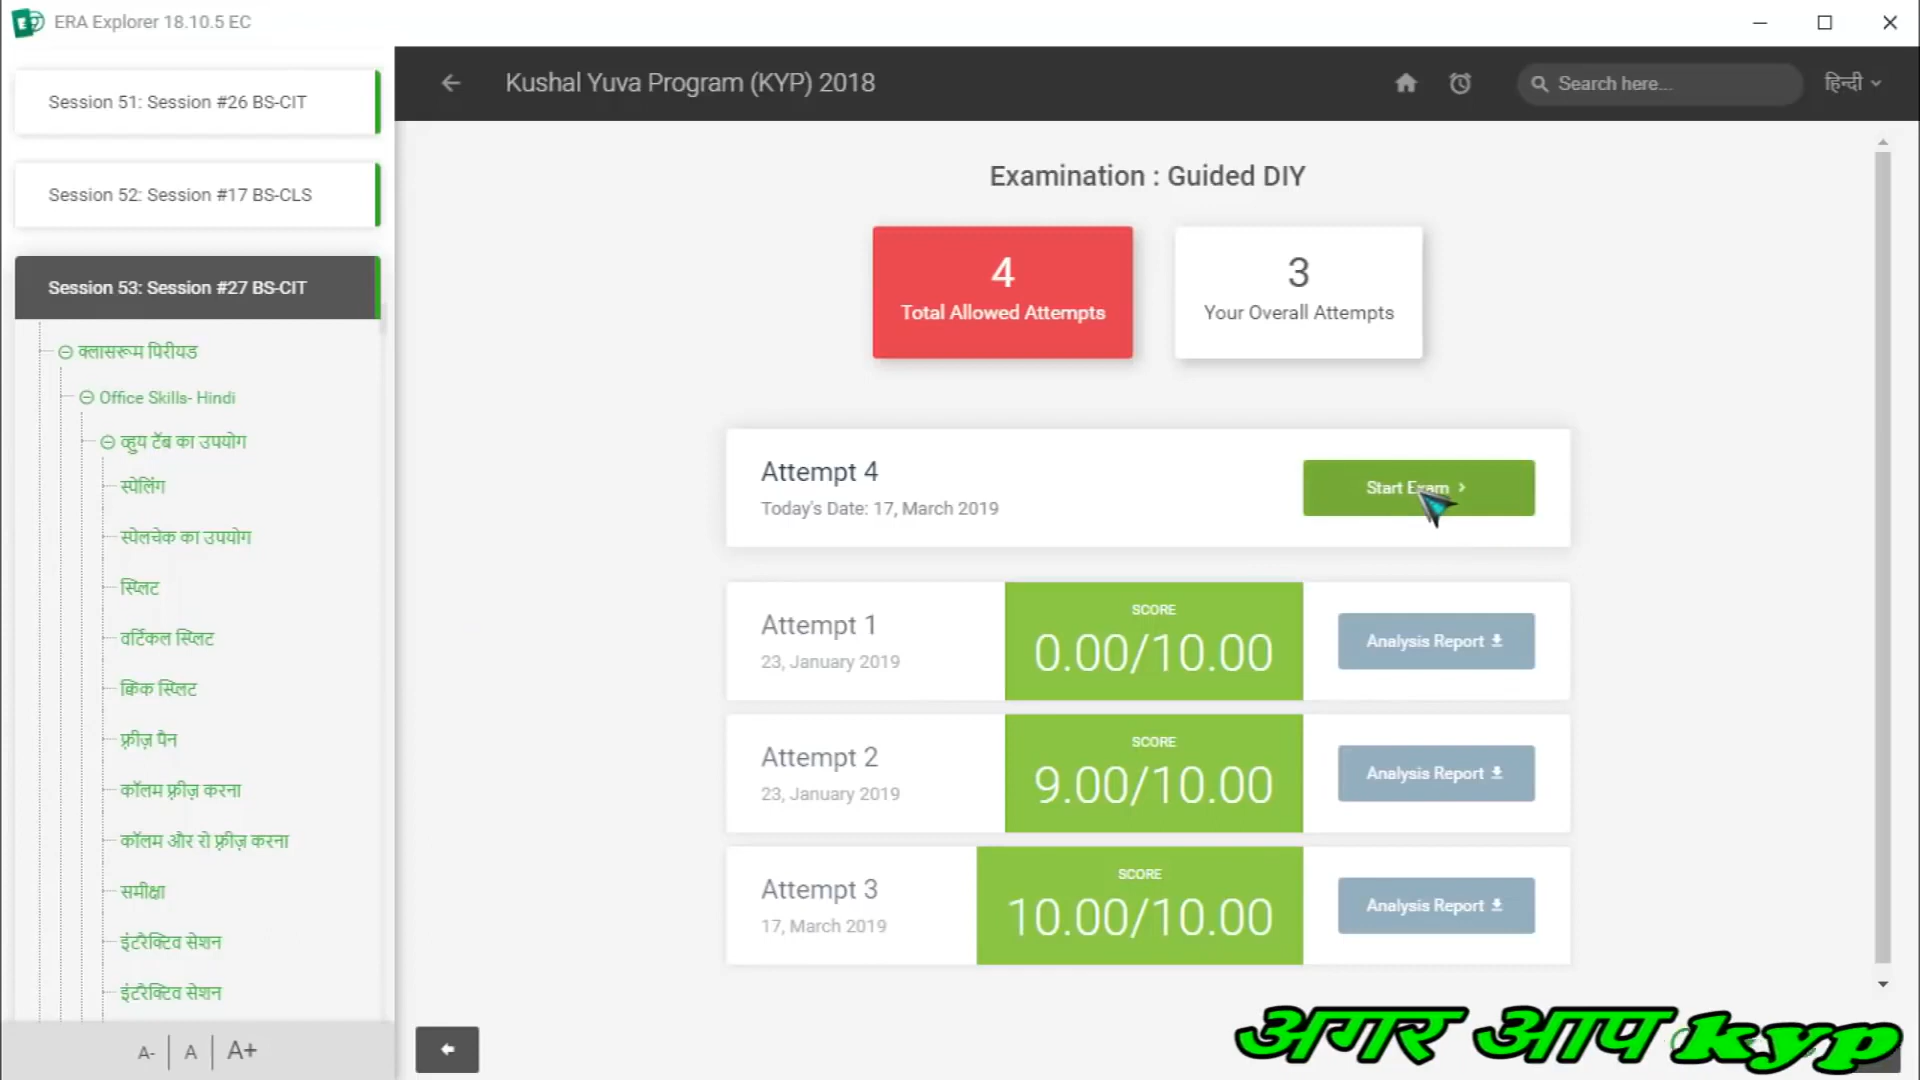 ERA Explorer 18.10.5 EC
Session 51: Session #26 BS-CIT
Session 52: Session #17 BS-CLS
Session 53: Session #27 BS-CIT
क्लासरूम पिरीयड
Office Skills- Hindi
व्हुय टॅब का उपयोग
स्पेलिंग
स्पेलचेक का उपयोग
स्प्लिट
वर्टिकल स्प्लिट
क्विक स्प्लिट
फ़्रीज़ पैन
कॉलम फ़्रीज़ करना
कॉलम और रो फ़्रीज़ करना
समीक्षा
इंटरैक्टिव सेशन
इंटरैक्टिव सेशन
A- A A+
Kushal Yuva Program (KYP) 2018
Search here...
हिन्दी
Examination : Guided DIY
4
Total Allowed Attempts
3
Your Overall Attempts
Attempt 4
Today's Date: 17, March 2019
Start Exam
Attempt 1
23, January 2019
SCORE
0.00/10.00
Analysis Report
Attempt 2
23, January 2019
SCORE
9.00/10.00
Analysis Report
Attempt 3
17, March 2019
SCORE
10.00/10.00
Analysis Report
अगर आप kyp